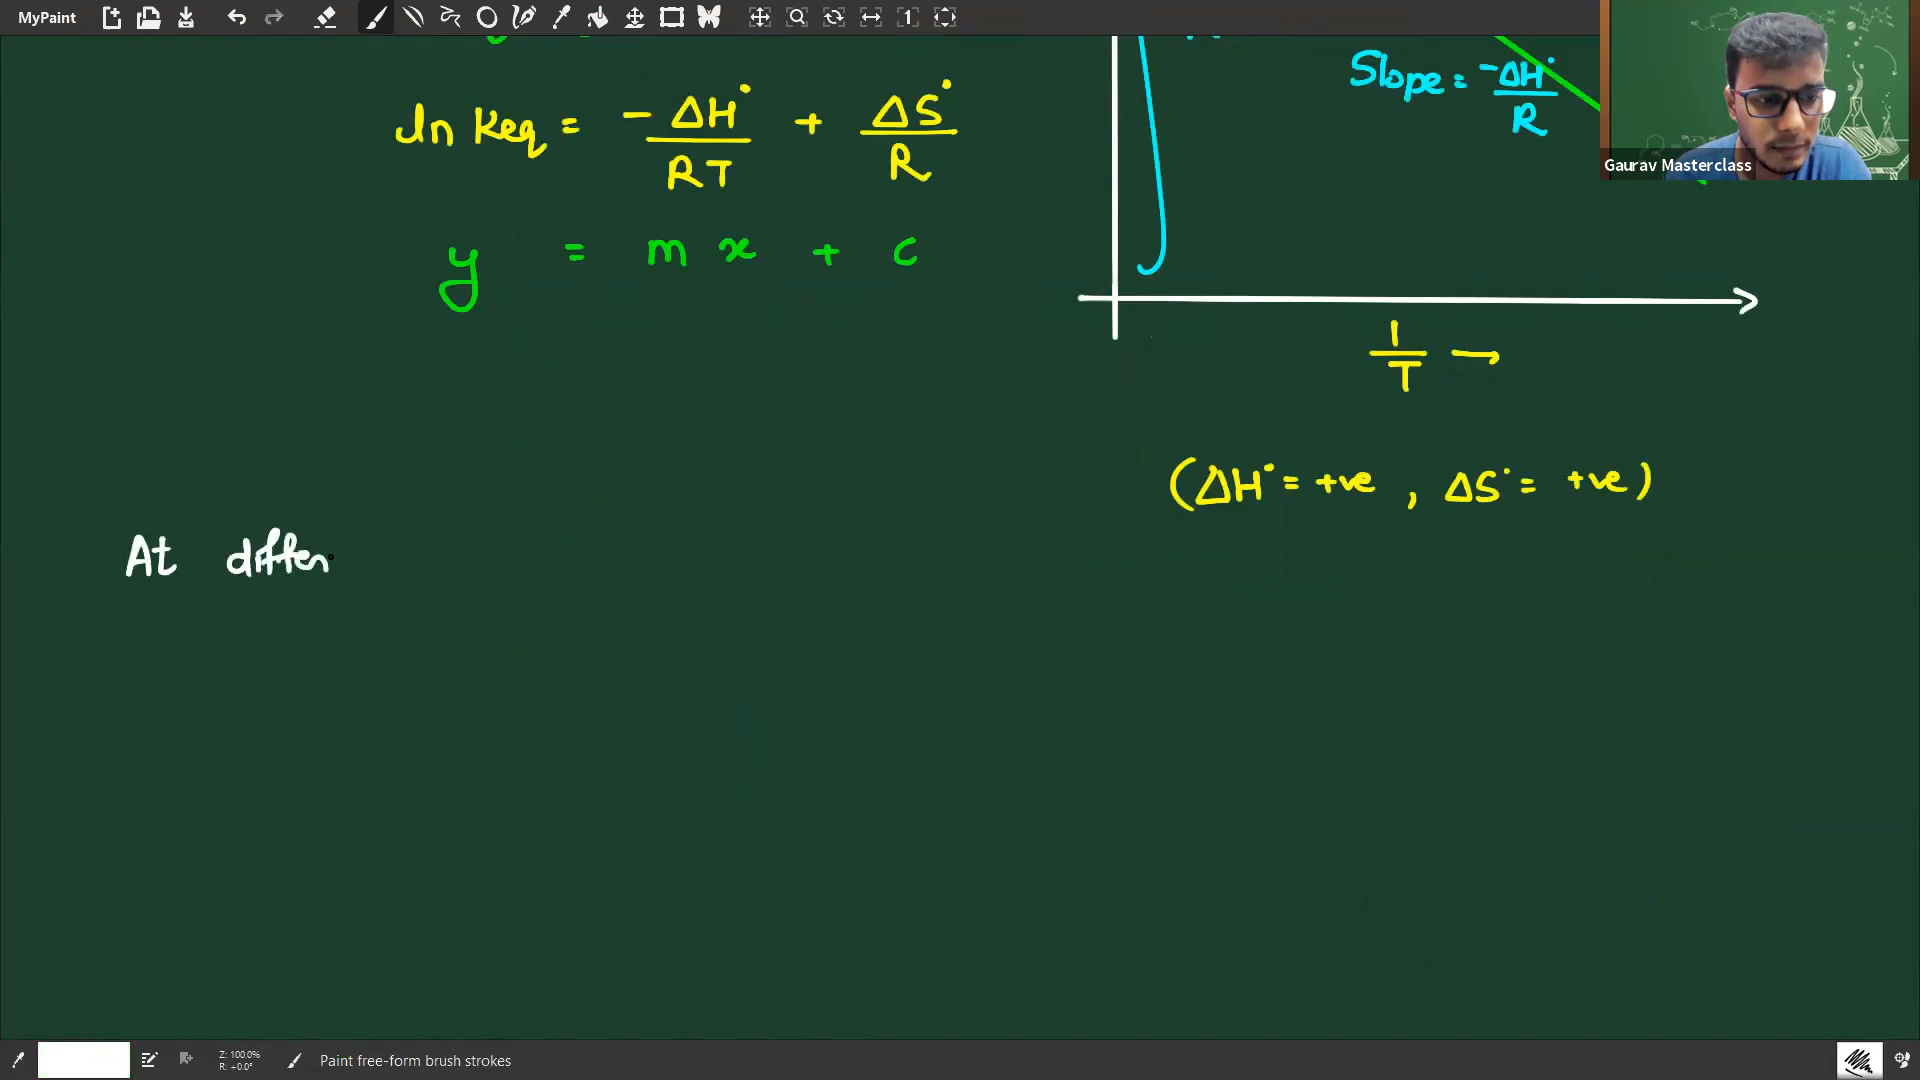 MyPaint
Slope = -ΔH°/R
ln Keq = -ΔH°/RT + ΔS°/R
Gaurav Masterclass
y = m x + c
1/T →
(ΔH° = +ve , ΔS° = +ve)
At differ
Z: 100.0%
R: +0.0°
Paint free-form brush strokes